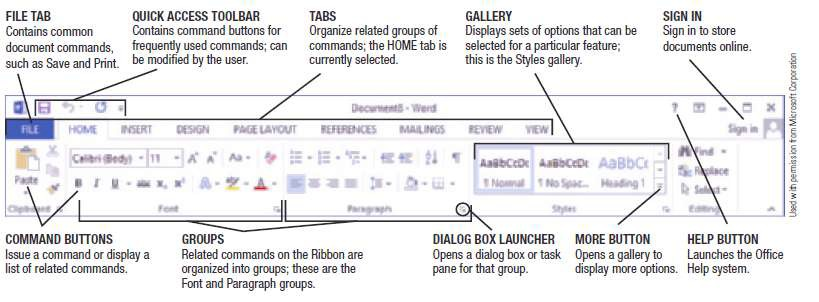 FILE TAB
Contains common
document commands,
such as Save and Print.
QUICK ACCESS TOOLBAR
Contains command buttons for
frequently used commands; can
be modified by the user.
TABS
Organize related groups of
commands; the HOME tab is
currently selected.
GALLERY
Displays sets of options that can be
selected for a particular feature;
this is the Styles gallery.
SIGN IN
Sign in to store
documents online.
Used with permission from Microsoft Corporation
Document8 - Word
?
FILE HOME INSERT DESIGN PAGE LAYOUT REFERENCES MAILINGS REVIEW VIEW Sign in
Calibri (Body) 11 A A Aa
AaBbCcDc AaBbCcDc AaBbCc
Find
Replace
Select
Paste
B I U abc X₂ X² A
¶ Normal ¶ No Spac... Heading 1
Clipboard Font Paragraph Styles Editing
COMMAND BUTTONS
Issue a command or display a
list of related commands.
GROUPS
Related commands on the Ribbon are
organized into groups; these are the
Font and Paragraph groups.
DIALOG BOX LAUNCHER
Opens a dialog box or task
pane for that group.
MORE BUTTON
Opens a gallery to
display more options.
HELP BUTTON
Launches the Office
Help system.